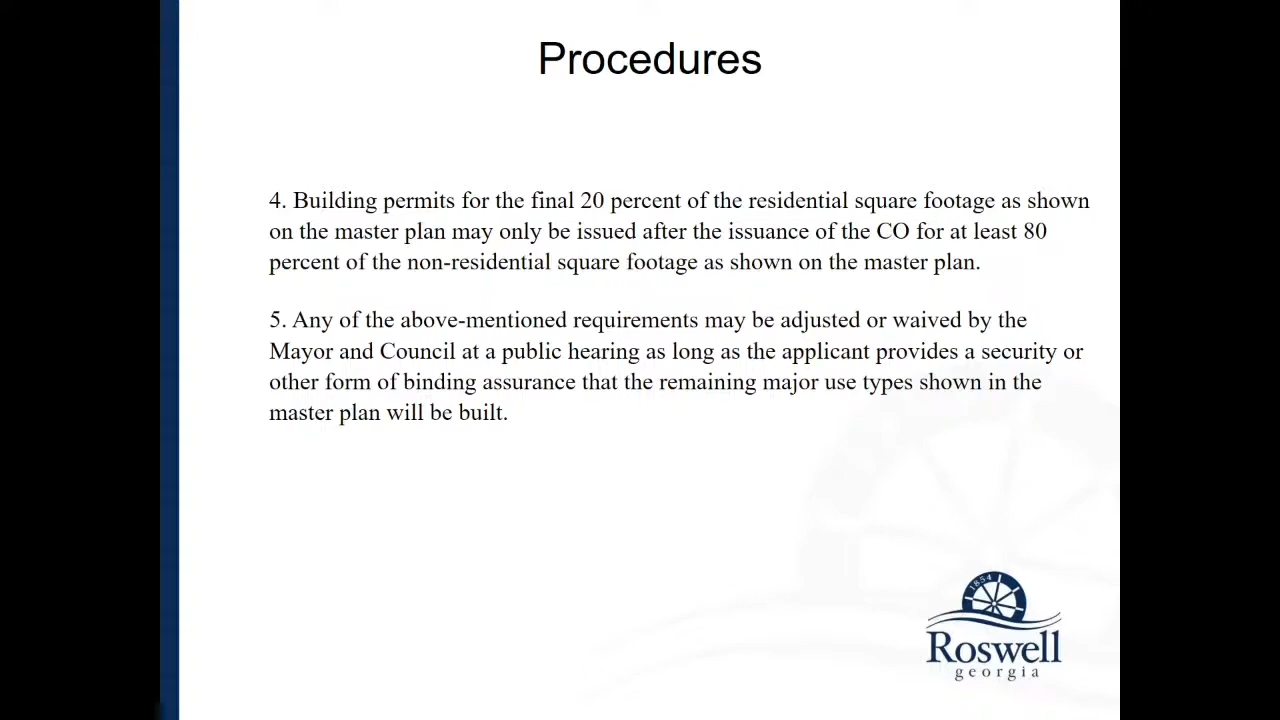 Procedures
4. Building permits for the final 20 percent of the residential square footage as shown
on the master plan may only be issued after the issuance of the CO for at least 80
percent of the non-residential square footage as shown on the master plan.
5. Any of the above-mentioned requirements may be adjusted or waived by the
Mayor and Council at a public hearing as long as the applicant provides a security or
other form of binding assurance that the remaining major use types shown in the
master plan will be built.
1854
Roswell
georgia